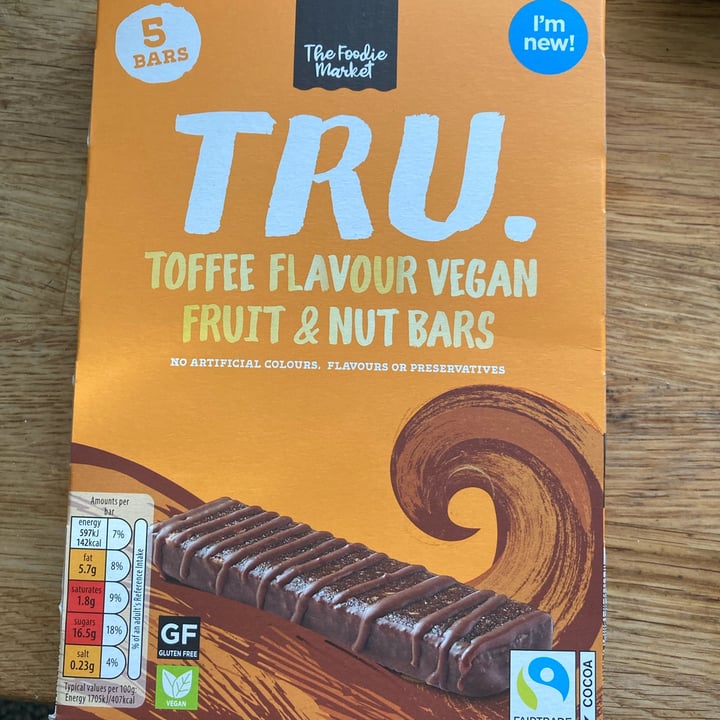 5
BARS
The Foodie
Market
I'm
new!
TRU.
TOFFEE FLAVOUR VEGAN
FRUIT & NUT BARS
NO ARTIFICIAL COLOURS, FLAVOURS OR PRESERVATIVES
Amounts per
bar
energy
597kJ
142kcal
7%
fat
5.7g
8%
saturates
1.8g
9%
sugars
16.5g
18%
salt
0.23g
4%
% of an adult's Reference Intake
Typical values per 100g:
Energy 1705kJ/407kcal
GF
GLUTEN FREE
VEGAN
FAIRTRADE
COCOA